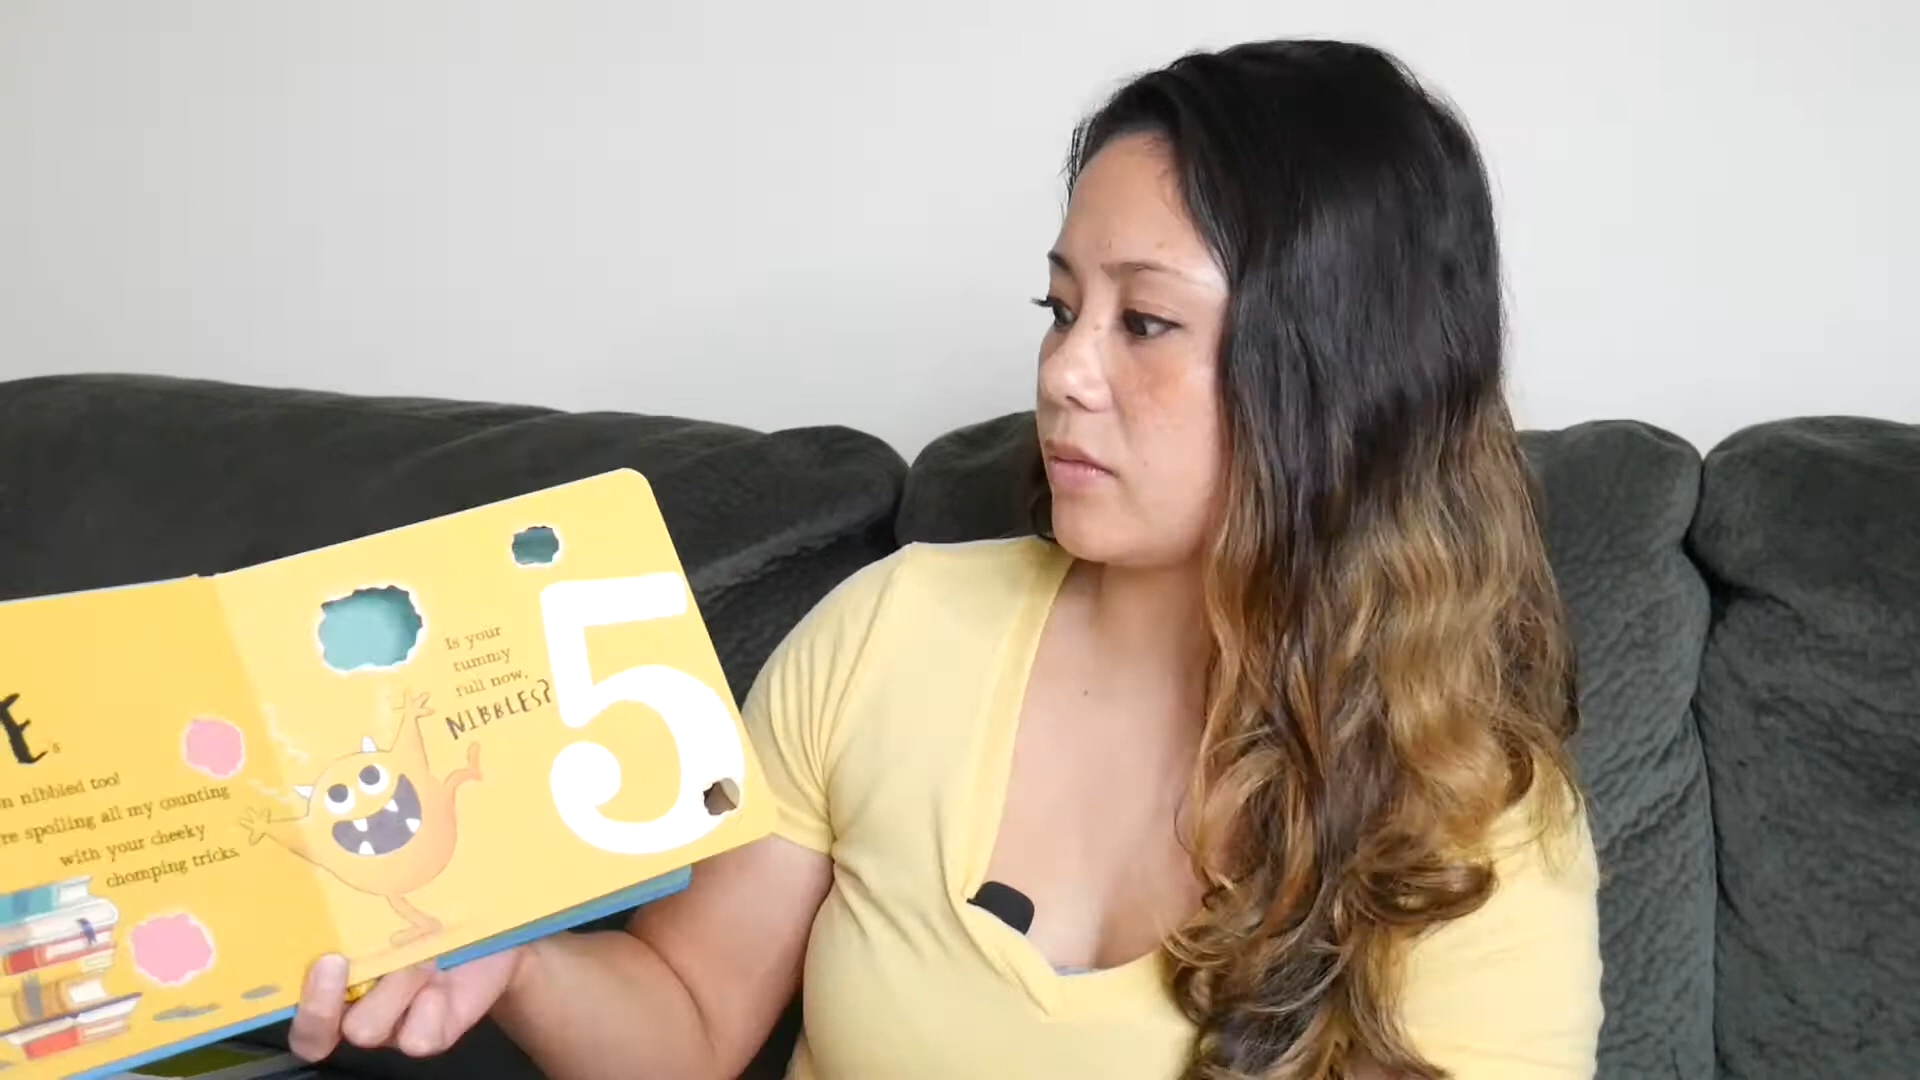 nibbled too!
spoiling all my counting
with your cheeky
chomping tricks.
Is your
tummy
full now,
NIBBLES?
5